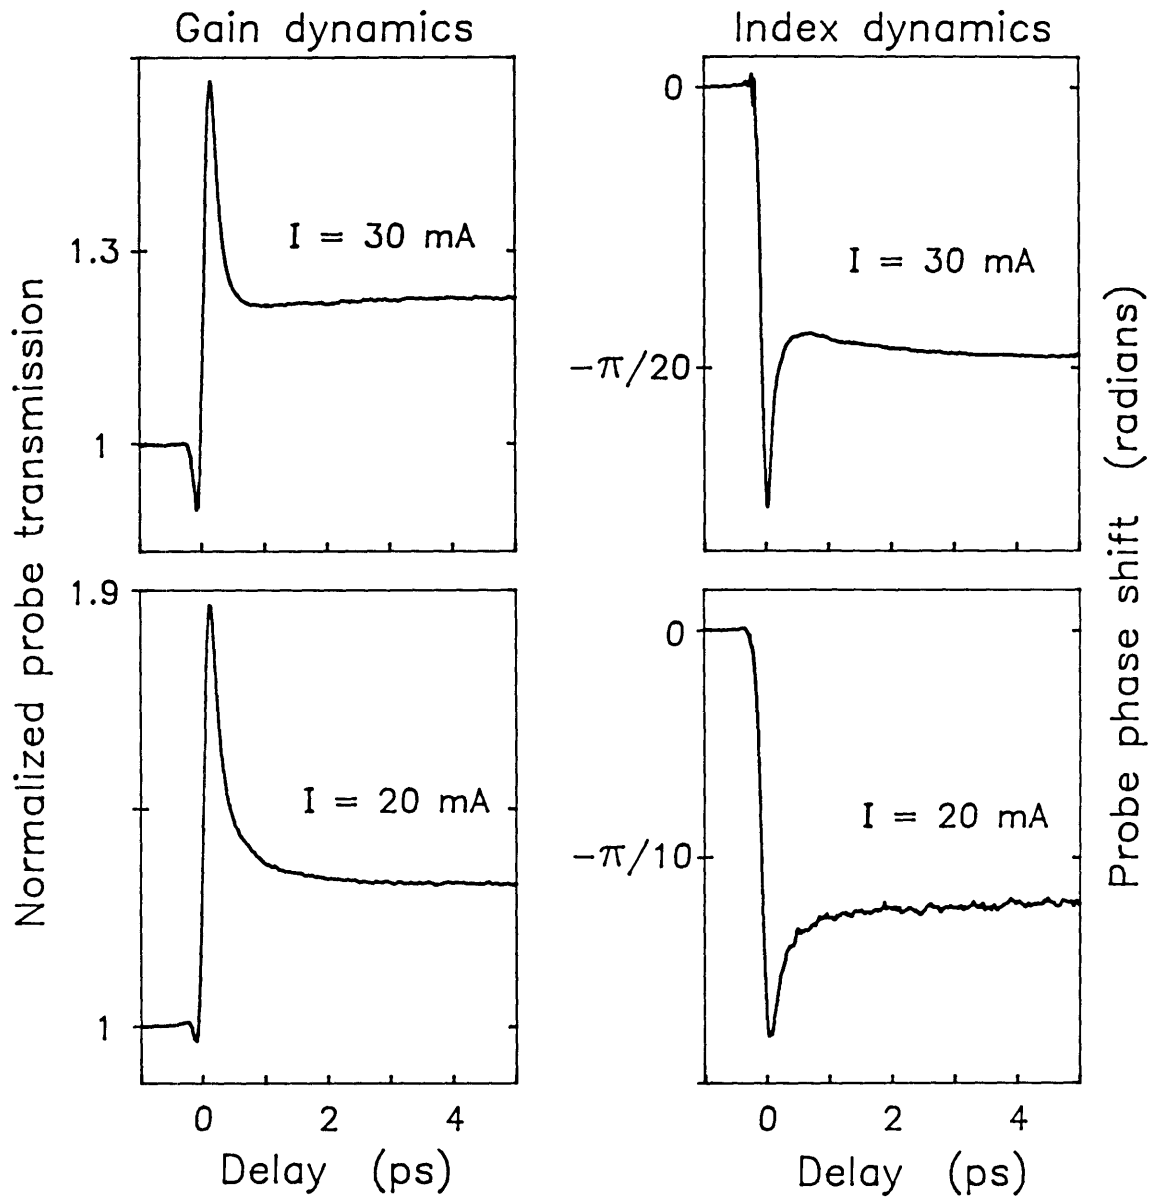 Gain dynamics
Index dynamics
Normalized probe transmission
1.3
1
I = 30 mA
0
-π/20
I = 30 mA
Probe phase shift (radians)
1.9
1
I = 20 mA
0
-π/10
I = 20 mA
0 2 4
Delay (ps)
0 2 4
Delay (ps)